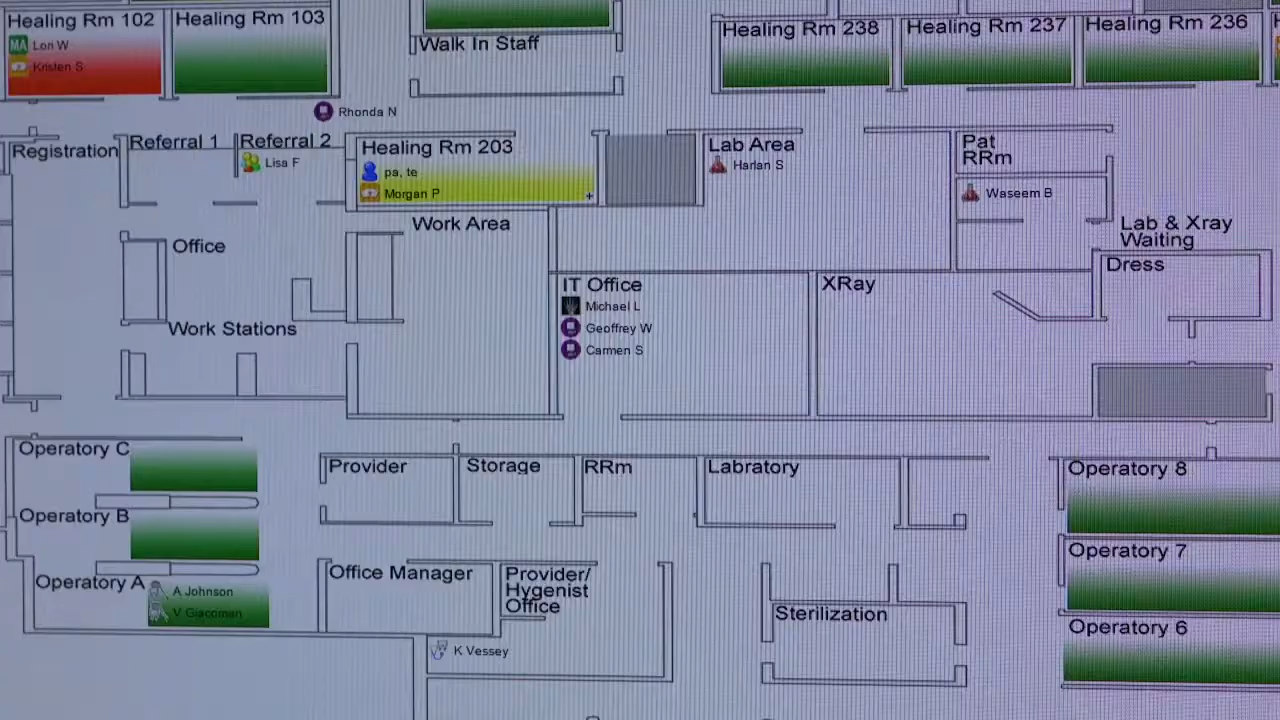 Healing Rm 102
MA Lori W
Kristen S
Healing Rm 103
Walk In Staff
Healing Rm 238
Healing Rm 237
Healing Rm 236
Rhonda N
Registration
Referral 1
Referral 2
Lisa F
Healing Rm 203
pa, te
Morgan P
+
Lab Area
Harlan S
Pat
RRm
Waseem B
Work Area
Lab & Xray
Waiting
Office
Dress
IT Office
Michael L
Geoffrey W
Carmen S
XRay
Work Stations
Operatory C
Provider
Storage
RRm
Labratory
Operatory 8
Operatory B
Operatory 7
Operatory A
A Johnson
V Giacoman
Office Manager
Provider/
Hygenist
Office
Sterilization
Operatory 6
K Vessey